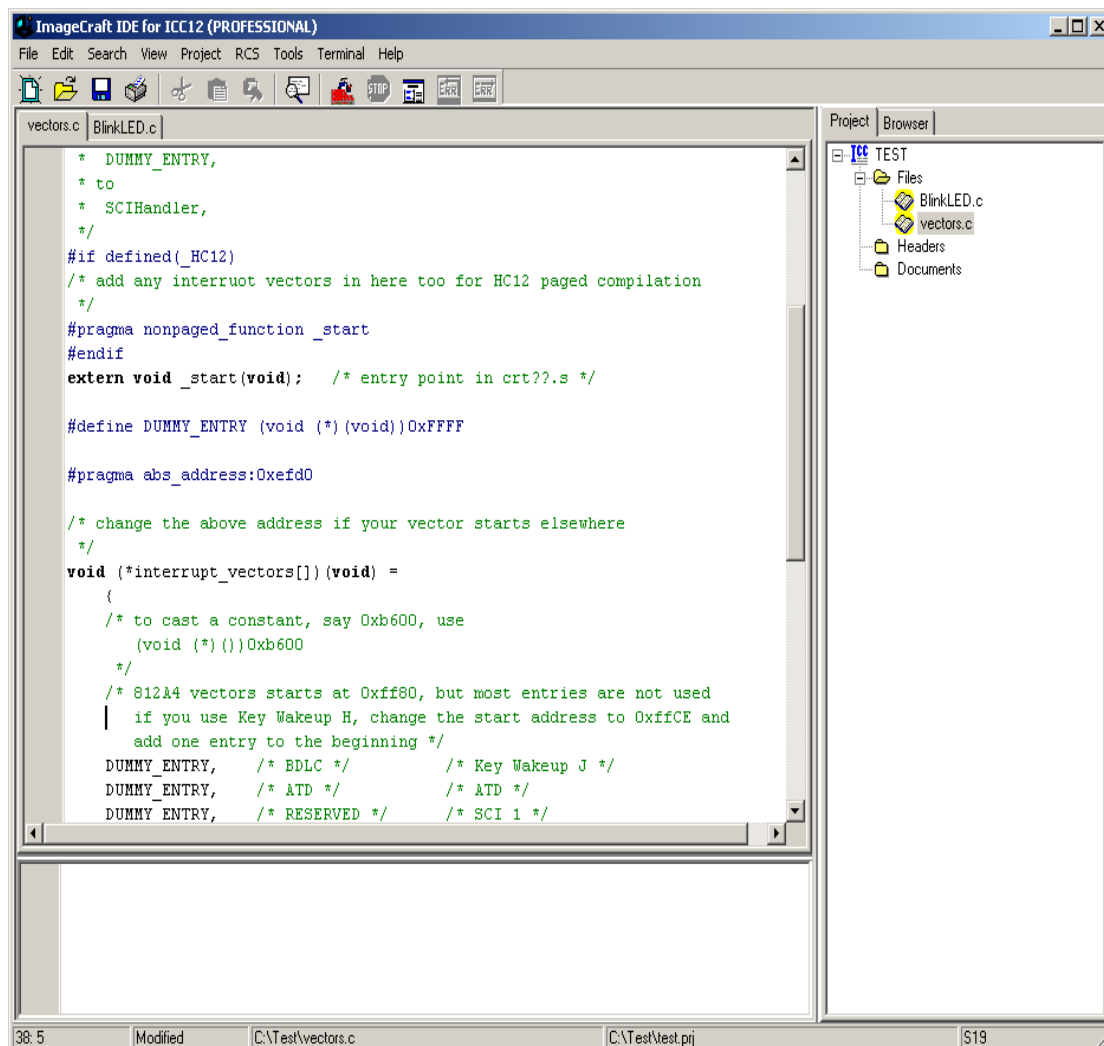 ImageCraft IDE for ICC12 (PROFESSIONAL)
File Edit Search View Project RCS Tools Terminal Help
STOP ERR ERR
vectors.c BlinkLED.c
* DUMMY_ENTRY,
* to
* SCIHandler,
*/
#if defined(_HC12)
/* add any interruot vectors in here too for HC12 paged compilation
*/
#pragma nonpaged_function _start
#endif
extern void _start(void); /* entry point in crt??.s */
#define DUMMY_ENTRY (void (*)(void))0xFFFF
#pragma abs_address:0xefd0
/* change the above address if your vector starts elsewhere
*/
void (*interrupt_vectors[])(void) =
{
/* to cast a constant, say 0xb600, use
(void (*)())0xb600
*/
/* 812A4 vectors starts at 0xff80, but most entries are not used
if you use Key Wakeup H, change the start address to 0xffCE and
add one entry to the beginning */
DUMMY_ENTRY, /* BDLC */ /* Key Wakeup J */
DUMMY_ENTRY, /* ATD */ /* ATD */
DUMMY_ENTRY, /* RESERVED */ /* SCI 1 */
Project Browser
ICC TEST
Files
BlinkLED.c
vectors.c
Headers
Documents
38: 5 Modified C:\Test\vectors.c C:\Test\test.prj S19